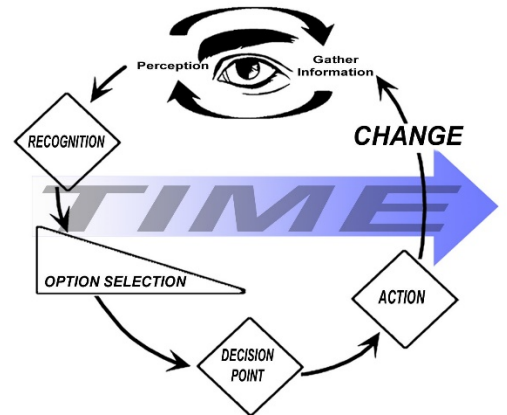 Perception
Gather
Information
RECOGNITION
CHANGE
TIME
OPTION SELECTION
ACTION
DECISION
POINT